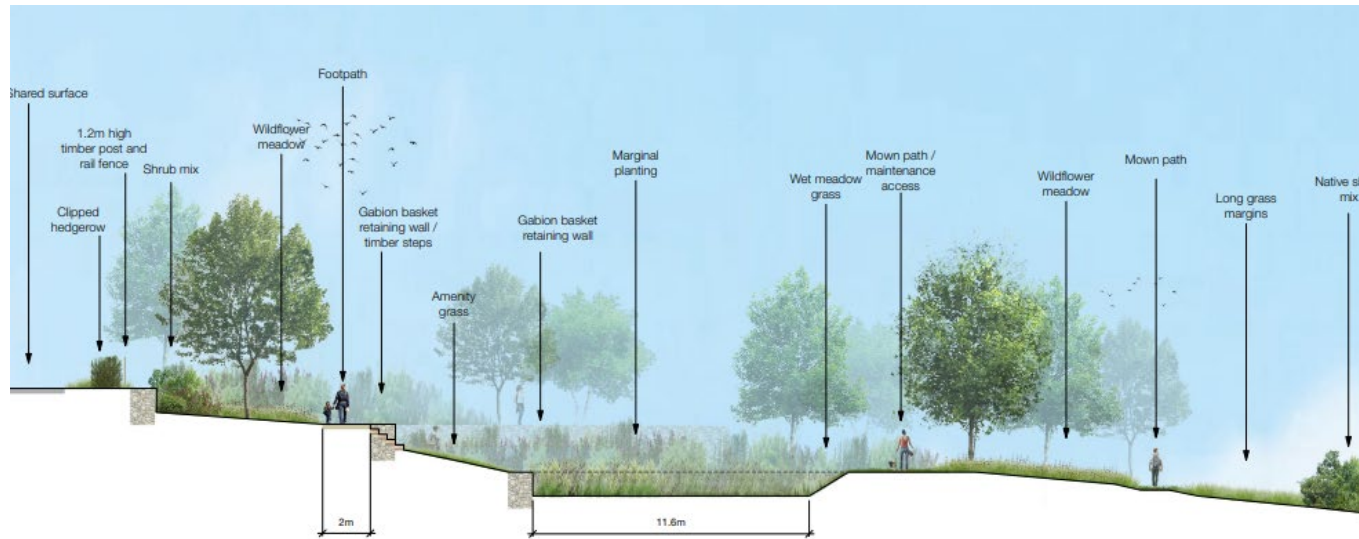 Shared surface
1.2m high
timber post and
rail fence
Clipped
hedgerow
Shrub mix
Wildflower
meadow
Footpath
Gabion basket
retaining wall /
timber steps
Amenity
grass
Gabion basket
retaining wall
Marginal
planting
Wet meadow
grass
Mown path /
maintenance
access
Wildflower
meadow
Mown path
Long grass
margins
Native
mix
2m
11.6m